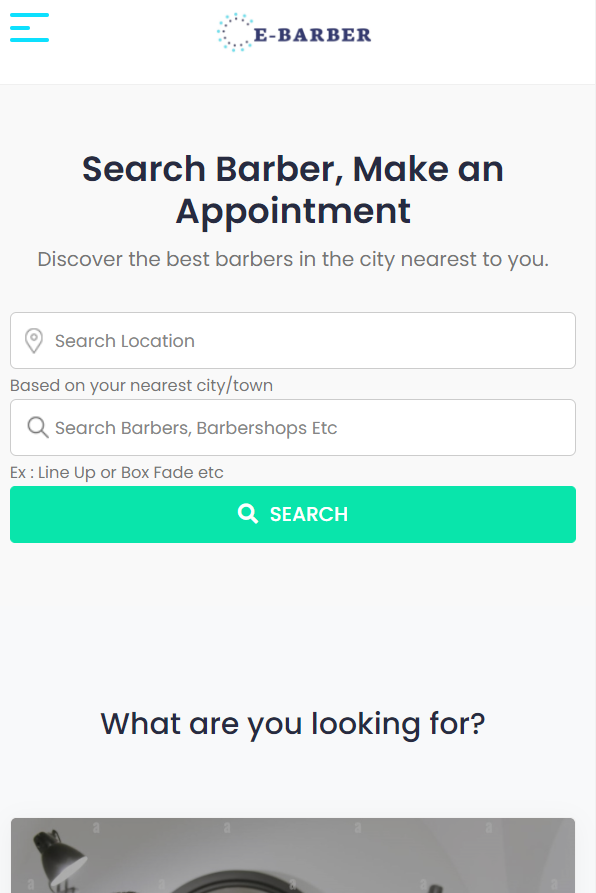 E-BARBER
Search Barber, Make an
Appointment
Discover the best barbers in the city nearest to you.
Search Location
Based on your nearest city/town
Search Barbers, Barbershops Etc
Ex : Line Up or Box Fade etc
SEARCH
What are you looking for?
a a a a
a a a a a